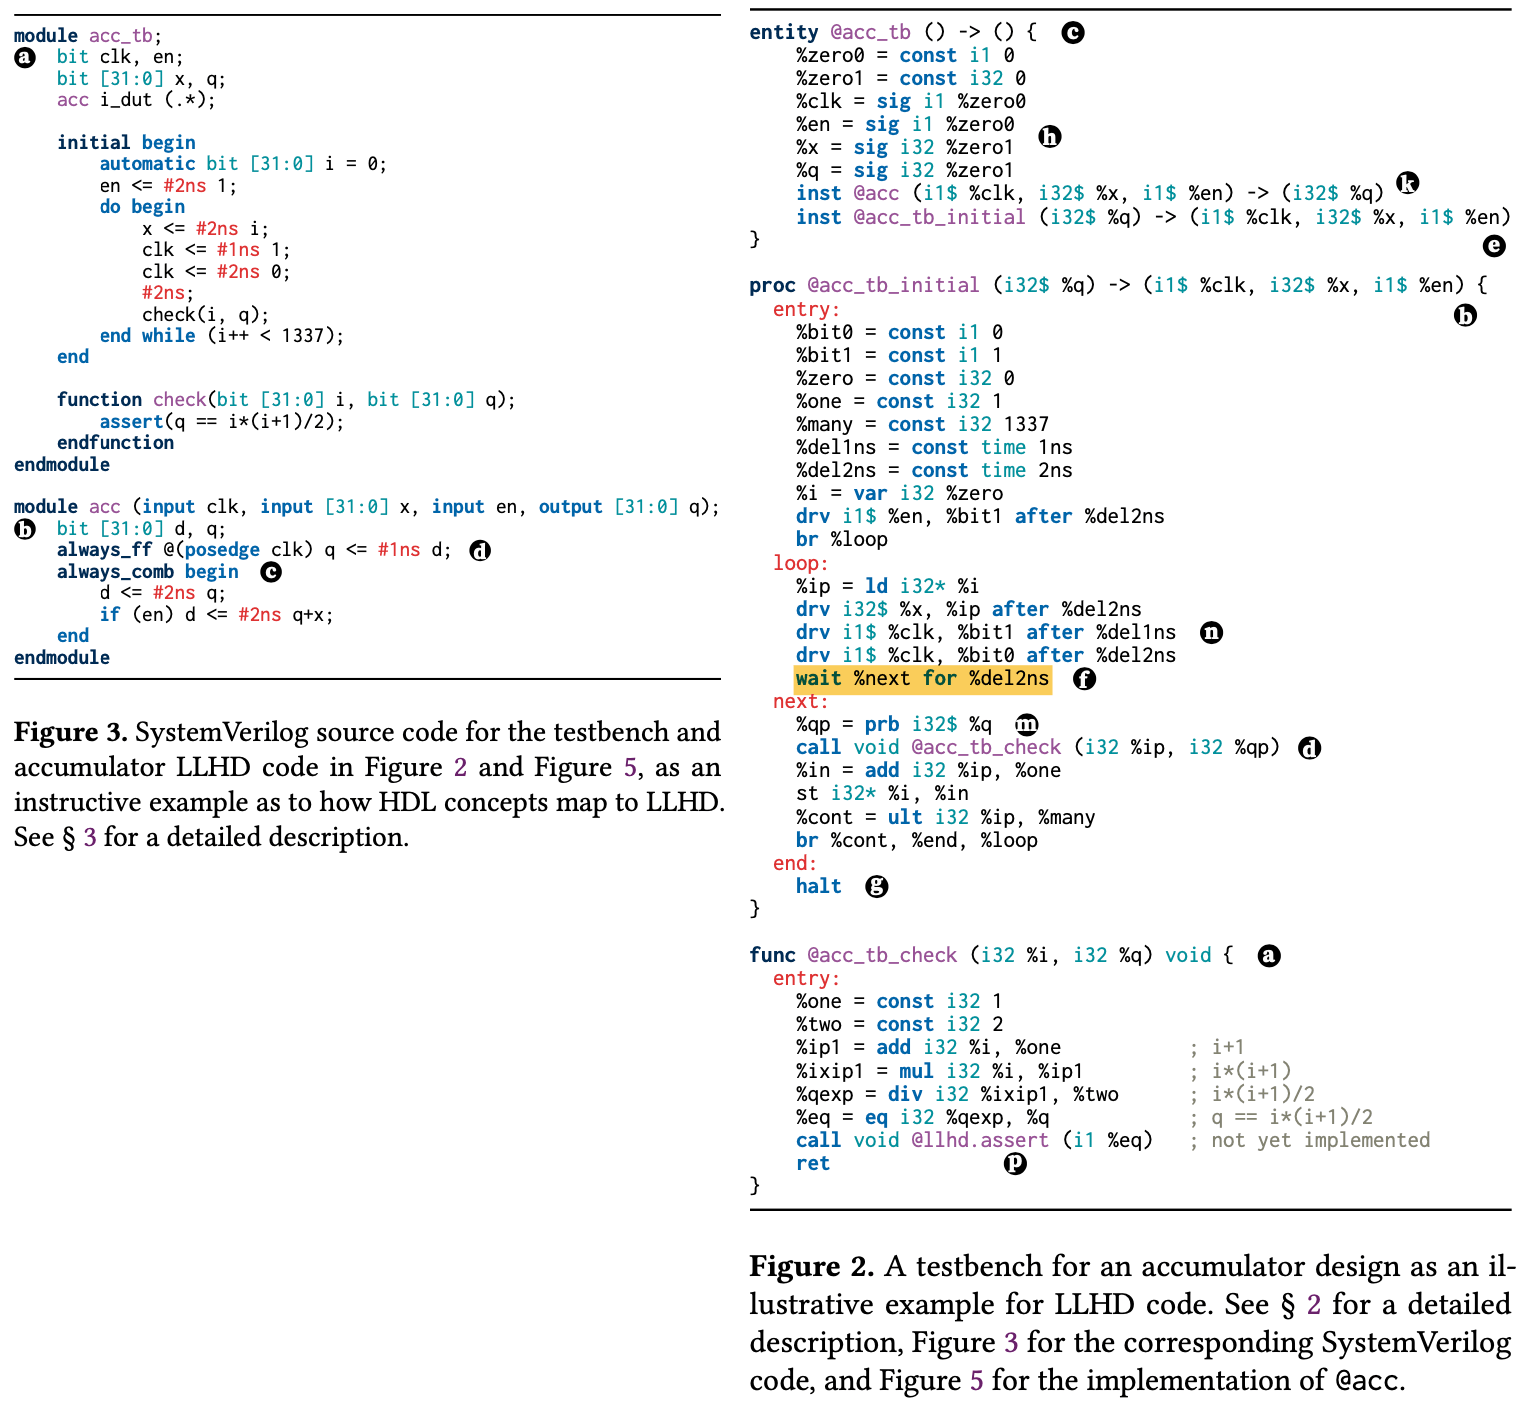 module acc_tb;
a bit clk, en;
bit [31:0] x, q;
acc i_dut (.*);
initial begin
automatic bit [31:0] i = 0;
en <= #2ns 1;
do begin
x <= #2ns i;
clk <= #1ns 1;
clk <= #2ns 0;
#2ns;
check(i, q);
end while (i++ < 1337);
end
function check(bit [31:0] i, bit [31:0] q);
assert(q == i*(i+1)/2);
endfunction
endmodule
module acc (input clk, input [31:0] x, input en, output [31:0] q);
b bit [31:0] d, q;
always_ff @(posedge clk) q <= #1ns d; d
always_comb begin c
d <= #2ns q;
if (en) d <= #2ns q+x;
end
endmodule
Figure 3. SystemVerilog source code for the testbench and
accumulator LLHD code in Figure 2 and Figure 5, as an
instructive example as to how HDL concepts map to LLHD.
See § 3 for a detailed description.
entity @acc_tb () -> () { c
%zero0 = const i1 0
%zero1 = const i32 0
%clk = sig i1 %zero0
%en = sig i1 %zero0
h
%x = sig i32 %zero1
%q = sig i32 %zero1
inst @acc (i1$ %clk, i32$ %x, i1$ %en) -> (i32$ %q) k
inst @acc_tb_initial (i32$ %q) -> (i1$ %clk, i32$ %x, i1$ %en)
} e
proc @acc_tb_initial (i32$ %q) -> (i1$ %clk, i32$ %x, i1$ %en) {
entry: b
%bit0 = const i1 0
%bit1 = const i1 1
%zero = const i32 0
%one = const i32 1
%many = const i32 1337
%del1ns = const time 1ns
%del2ns = const time 2ns
%i = var i32 %zero
drv i1$ %en, %bit1 after %del2ns
br %loop
loop:
%ip = ld i32* %i
drv i32$ %x, %ip after %del2ns
drv i1$ %clk, %bit1 after %del1ns n
drv i1$ %clk, %bit0 after %del2ns
wait %next for %del2ns f
next:
%qp = prb i32$ %q m
call void @acc_tb_check (i32 %ip, i32 %qp) d
%in = add i32 %ip, %one
st i32* %i, %in
%cont = ult i32 %ip, %many
br %cont, %end, %loop
end:
halt g
}
func @acc_tb_check (i32 %i, i32 %q) void { a
entry:
%one = const i32 1
%two = const i32 2
%ip1 = add i32 %i, %one ; i+1
%ixip1 = mul i32 %i, %ip1 ; i*(i+1)
%qexp = div i32 %ixip1, %two ; i*(i+1)/2
%eq = eq i32 %qexp, %q ; q == i*(i+1)/2
call void @llhd.assert (i1 %eq) ; not yet implemented
ret p
}
Figure 2. A testbench for an accumulator design as an il-
lustrative example for LLHD code. See § 2 for a detailed
description, Figure 3 for the corresponding SystemVerilog
code, and Figure 5 for the implementation of @acc.